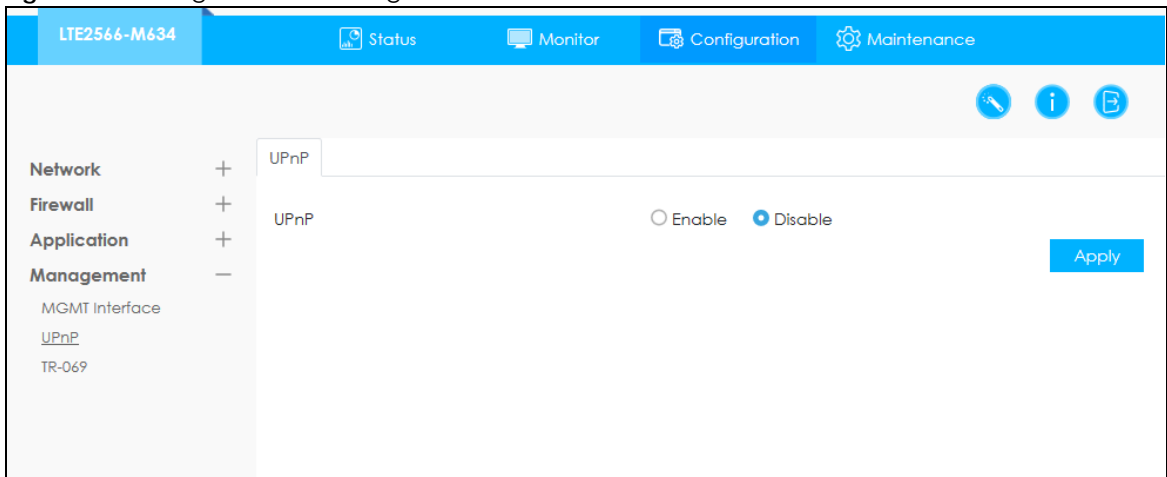 LTE2566-M634
Status
Monitor
Configuration
Maintenance
UPnP
Network
Firewall
Application
Management
MGMT Interface
UPnP
TR-069
UPnP
Enable
Disable
Apply